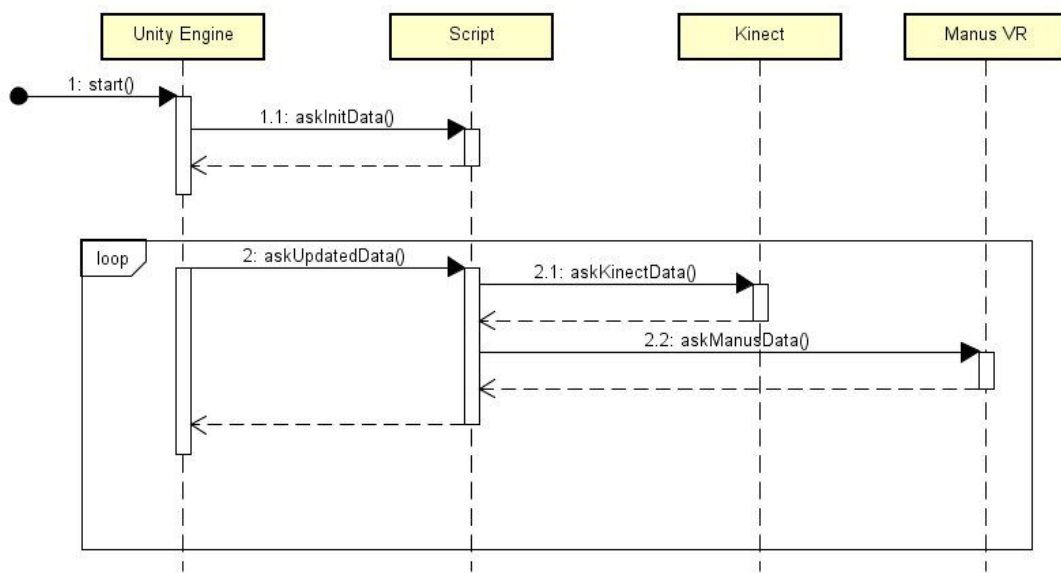 Unity Engine
Script
Kinect
Manus VR
1: start()
1.1: askInitData()
loop
2: askUpdatedData()
2.1: askKinectData()
2.2: askManusData()